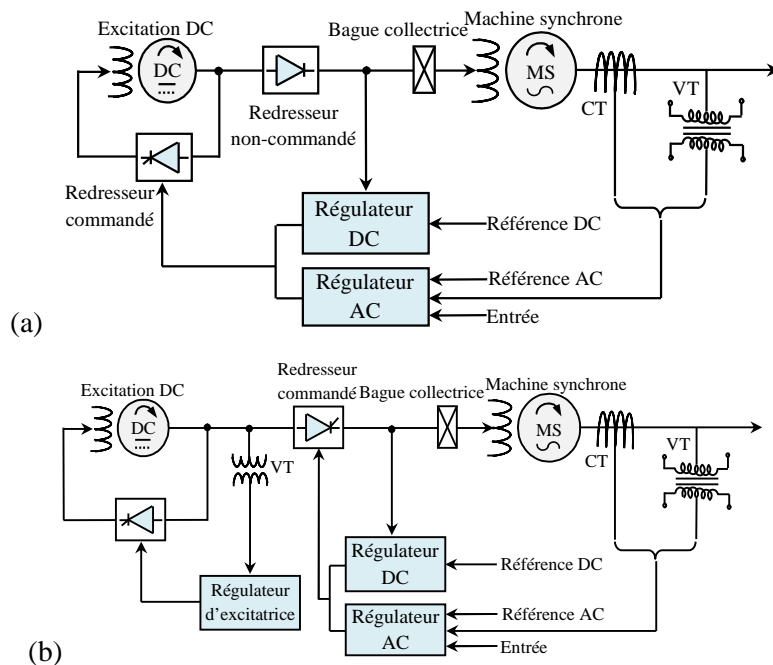 Machine synchrone
Excitation DC
Bague collectrice
DC
MS
VT
CT
Redresseur
non-commandé
Redresseur
commandé
Régulateur
DC
Référence DC
Régulateur
AC
Référence AC
Entrée
(a)
Redresseur
commandé
Machine synchrone
Excitation DC
Bague collectrice
DC
MS
VT
CT
VT
Régulateur
DC
Référence DC
Régulateur
d'excitatrice
Régulateur
AC
Référence AC
Entrée
(b)